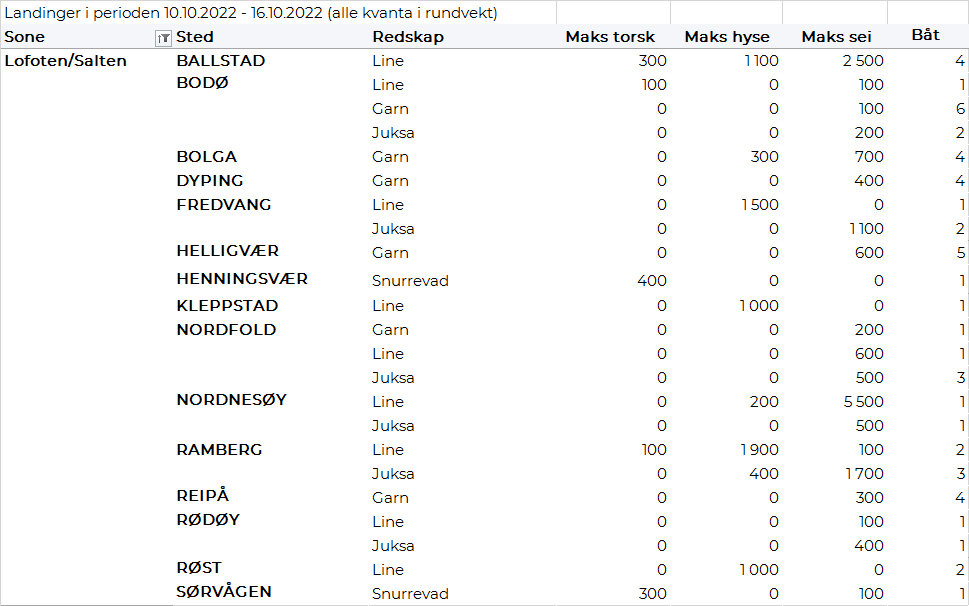 Landinger i perioden 10.10.2022 - 16.10.2022 (alle kvanta i rundvekt)
Sone Sted Redskap Maks torsk Maks hyse Maks sei Båt
Lofoten/Salten BALLSTAD Line 300 1 100 2 500 4
BODØ Line 100 0 100 1
Garn 0 0 100 6
Juksa 0 0 200 2
BOLGA Garn 0 300 700 4
DYPING Garn 0 0 400 4
FREDVANG Line 0 1 500 0 1
Juksa 0 0 1 100 2
HELLIGVÆR Garn 0 0 600 5
HENNINGSVÆR Snurrevad 400 0 0 1
KLEPPSTAD Line 0 1 000 0 1
NORDFOLD Garn 0 0 200 1
Line 0 0 600 1
Juksa 0 0 500 3
NORDNESØY Line 0 200 5 500 1
Juksa 0 0 500 1
RAMBERG Line 100 1 900 100 2
Juksa 0 400 1 700 3
REIPÅ Garn 0 0 300 4
RØDØY Line 0 0 100 1
Juksa 0 0 400 1
RØST Line 0 1 000 0 2
SØRVÅGEN Snurrevad 300 0 100 1